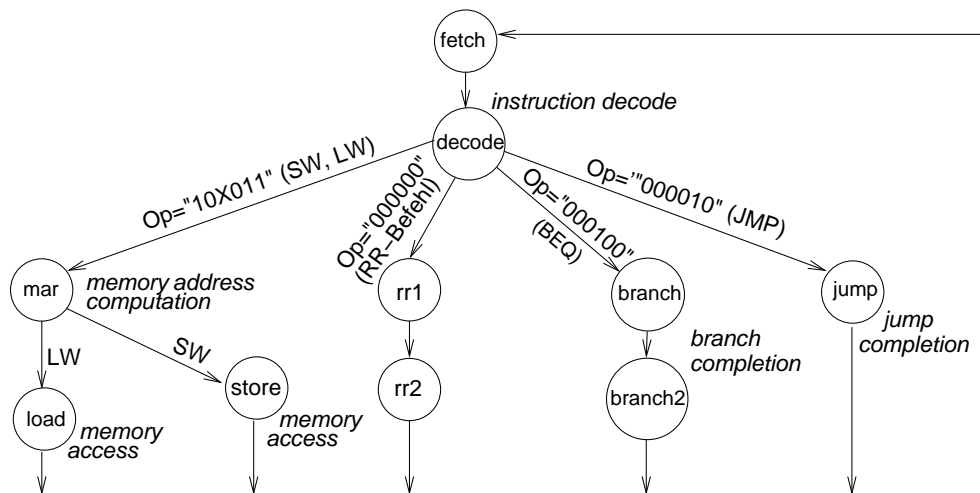 fetch
instruction decode
decode
Op="10X011" (SW, LW)
Op="000000"
(RR−Befehl)
Op="000100"
(BEQ)
Op='"000010" (JMP)
mar
memory address
computation
rr1
branch
jump
jump
completion
LW
SW
branch
completion
load
store
rr2
branch2
memory
access
memory
access